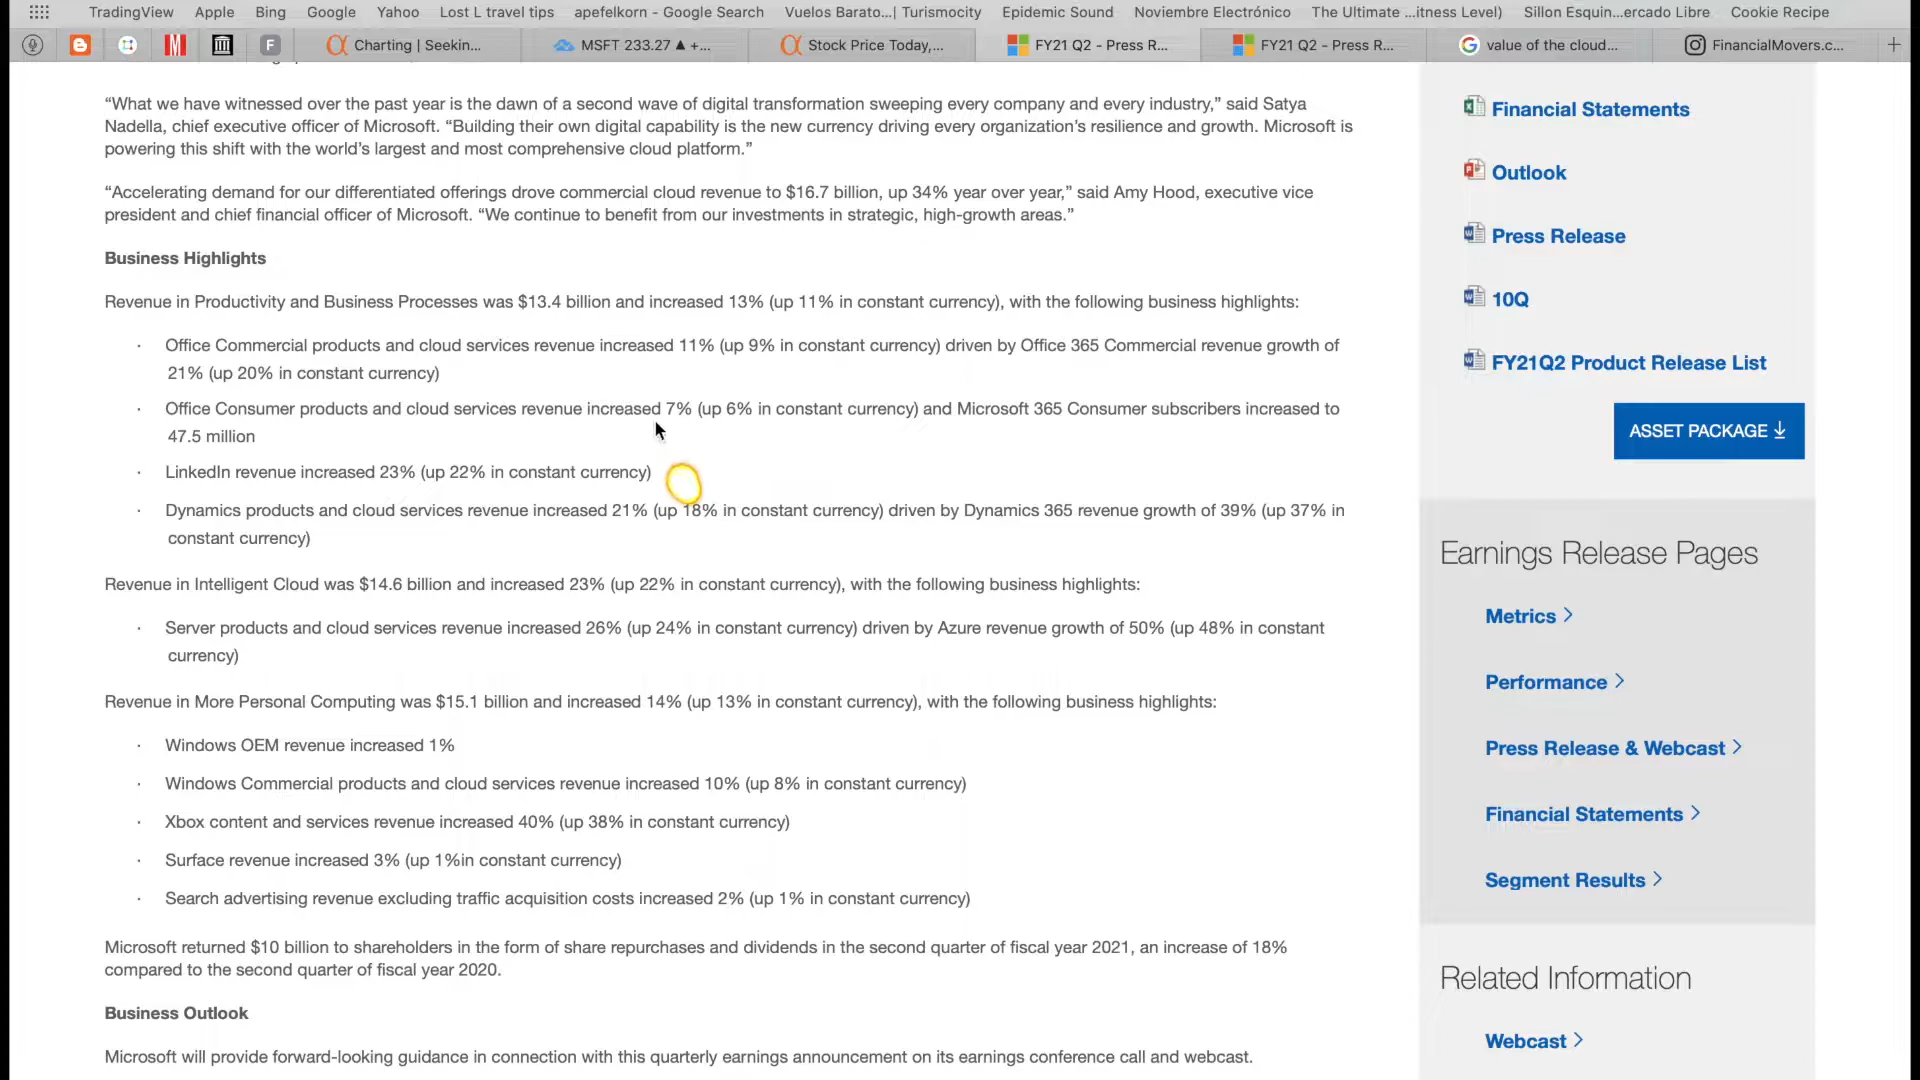 TradingView Apple Bing Google Yahoo Lost L travel tips apefelkorn - Google Search Vuelos Barato...| Turismocity Epidemic Sound Noviembre Electrónico The Ultimate ...itness Level) Sillon Esquin...ercado Libre Cookie Recipe
F Charting | Seekin... MSFT 233.27 ▲ +... Stock Price Today,... FY21 Q2 - Press R... FY21 Q2 - Press R... value of the cloud... FinancialMovers.c...
“What we have witnessed over the past year is the dawn of a second wave of digital transformation sweeping every company and every industry,” said Satya
Nadella, chief executive officer of Microsoft. “Building their own digital capability is the new currency driving every organization’s resilience and growth. Microsoft is
powering this shift with the world’s largest and most comprehensive cloud platform.”
“Accelerating demand for our differentiated offerings drove commercial cloud revenue to $16.7 billion, up 34% year over year,” said Amy Hood, executive vice
president and chief financial officer of Microsoft. “We continue to benefit from our investments in strategic, high-growth areas.”
Business Highlights
Revenue in Productivity and Business Processes was $13.4 billion and increased 13% (up 11% in constant currency), with the following business highlights:
· Office Commercial products and cloud services revenue increased 11% (up 9% in constant currency) driven by Office 365 Commercial revenue growth of
21% (up 20% in constant currency)
· Office Consumer products and cloud services revenue increased 7% (up 6% in constant currency) and Microsoft 365 Consumer subscribers increased to
47.5 million
· LinkedIn revenue increased 23% (up 22% in constant currency)
· Dynamics products and cloud services revenue increased 21% (up 18% in constant currency) driven by Dynamics 365 revenue growth of 39% (up 37% in
constant currency)
Revenue in Intelligent Cloud was $14.6 billion and increased 23% (up 22% in constant currency), with the following business highlights:
· Server products and cloud services revenue increased 26% (up 24% in constant currency) driven by Azure revenue growth of 50% (up 48% in constant
currency)
Revenue in More Personal Computing was $15.1 billion and increased 14% (up 13% in constant currency), with the following business highlights:
· Windows OEM revenue increased 1%
· Windows Commercial products and cloud services revenue increased 10% (up 8% in constant currency)
· Xbox content and services revenue increased 40% (up 38% in constant currency)
· Surface revenue increased 3% (up 1%in constant currency)
· Search advertising revenue excluding traffic acquisition costs increased 2% (up 1% in constant currency)
Microsoft returned $10 billion to shareholders in the form of share repurchases and dividends in the second quarter of fiscal year 2021, an increase of 18%
compared to the second quarter of fiscal year 2020.
Business Outlook
Microsoft will provide forward-looking guidance in connection with this quarterly earnings announcement on its earnings conference call and webcast.
Financial Statements
Outlook
Press Release
10Q
FY21Q2 Product Release List
ASSET PACKAGE
Earnings Release Pages
Metrics >
Performance >
Press Release & Webcast >
Financial Statements >
Segment Results >
Related Information
Webcast >